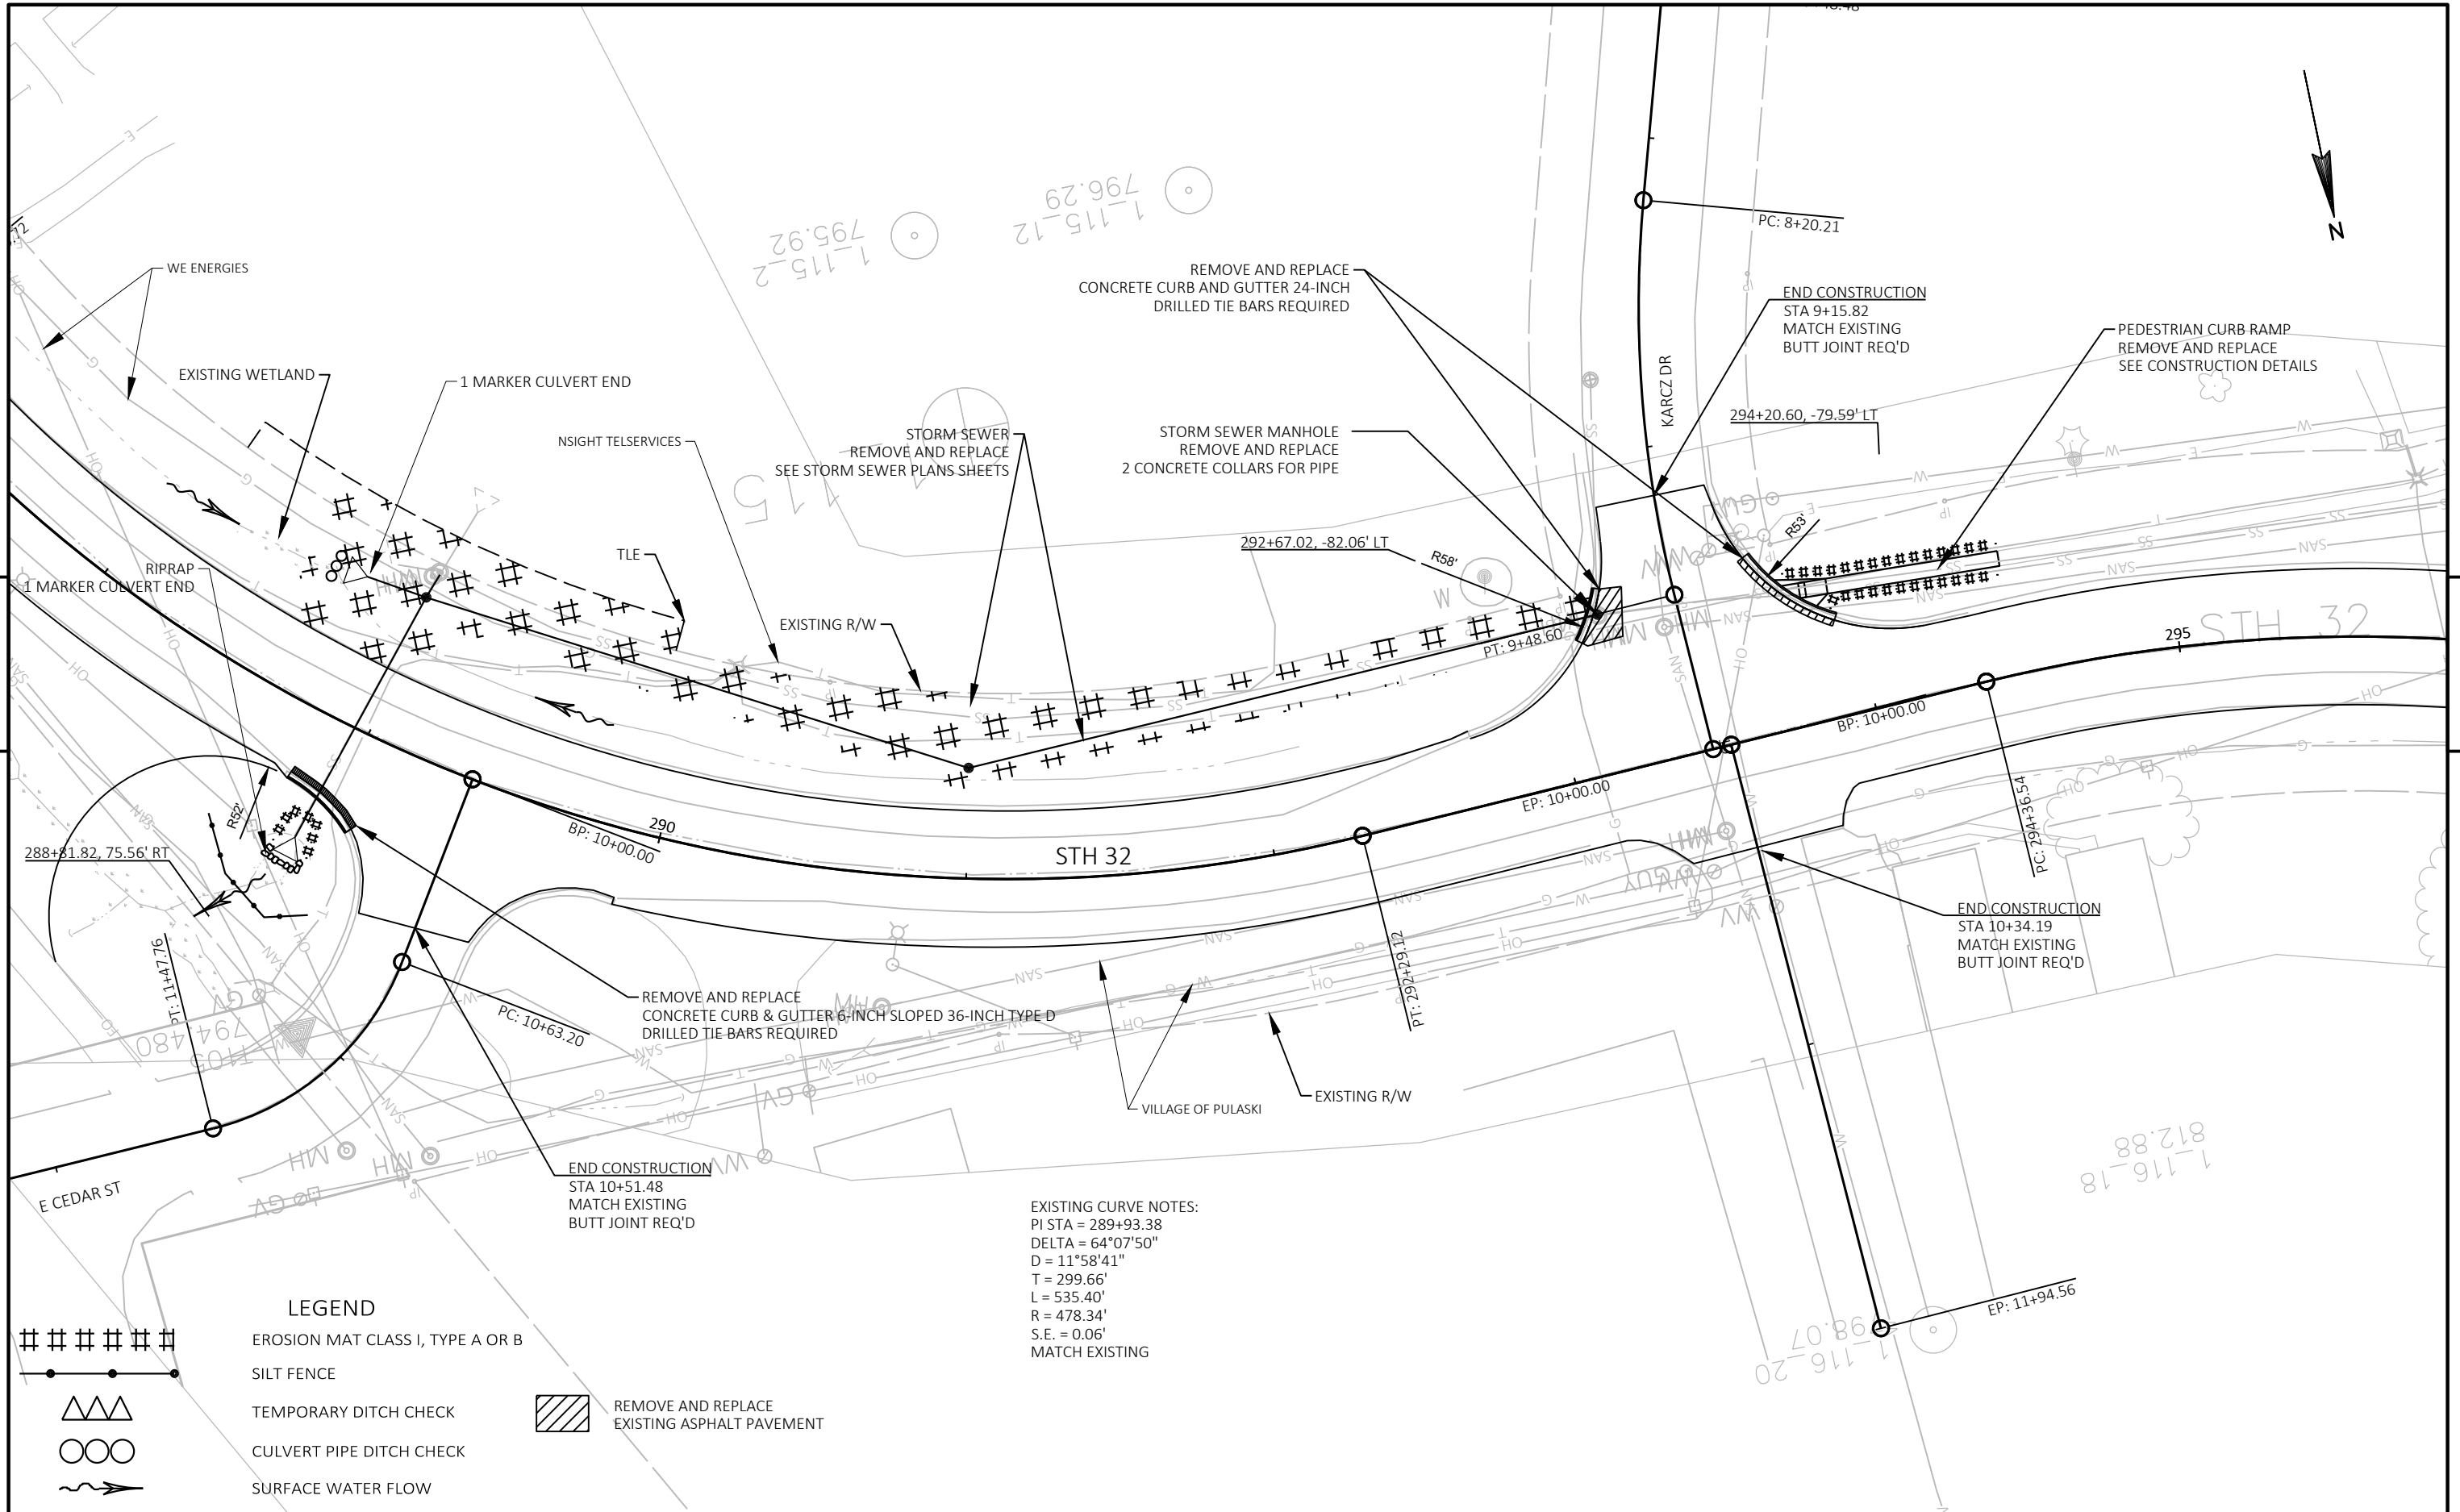 WE ENERGIES
EXISTING WETLAND
1 MARKER CULVERT END
NSIGHT TELSERVICES
STORM SEWER
REMOVE AND REPLACE
SEE STORM SEWER PLANS SHEETS
1_115_2
795.92
1_115_12
796.29
REMOVE AND REPLACE
CONCRETE CURB AND GUTTER 24-INCH
DRILLED TIE BARS REQUIRED
STORM SEWER MANHOLE
REMOVE AND REPLACE
2 CONCRETE COLLARS FOR PIPE
PC: 8+20.21
N
END CONSTRUCTION
STA 9+15.82
MATCH EXISTING
BUTT JOINT REQ'D
PEDESTRIAN CURB RAMP
REMOVE AND REPLACE
SEE CONSTRUCTION DETAILS
KARCZ DR
294+20.60, -79.59' LT
292+67.02, -82.06' LT
R58'
R53'
RIPRAP
1 MARKER CULVERT END
TLE
EXISTING R/W
PT: 9+48.60
STH 32
295
BP: 10+00.00
EP: 10+00.00
R52'
288+81.82, 75.56' RT
BP: 10+00.00
290
STH 32
PC: 294+36.54
PT: 292+29.12
END CONSTRUCTION
STA 10+34.19
MATCH EXISTING
BUTT JOINT REQ'D
PT: 11+47.76
PC: 10+63.20
REMOVE AND REPLACE
CONCRETE CURB & GUTTER 6-INCH SLOPED 36-INCH TYPE D
DRILLED TIE BARS REQUIRED
VILLAGE OF PULASKI
EXISTING R/W
794.480
E CEDAR ST
END CONSTRUCTION
STA 10+51.48
MATCH EXISTING
BUTT JOINT REQ'D
EXISTING CURVE NOTES:
PI STA = 289+93.38
DELTA = 64°07'50"
D = 11°58'41"
T = 299.66'
L = 535.40'
R = 478.34'
S.E. = 0.06'
MATCH EXISTING
1_116_18
812.88
EP: 11+94.56
1_116_20
LEGEND
EROSION MAT CLASS I, TYPE A OR B
SILT FENCE
TEMPORARY DITCH CHECK
CULVERT PIPE DITCH CHECK
SURFACE WATER FLOW
REMOVE AND REPLACE
EXISTING ASPHALT PAVEMENT